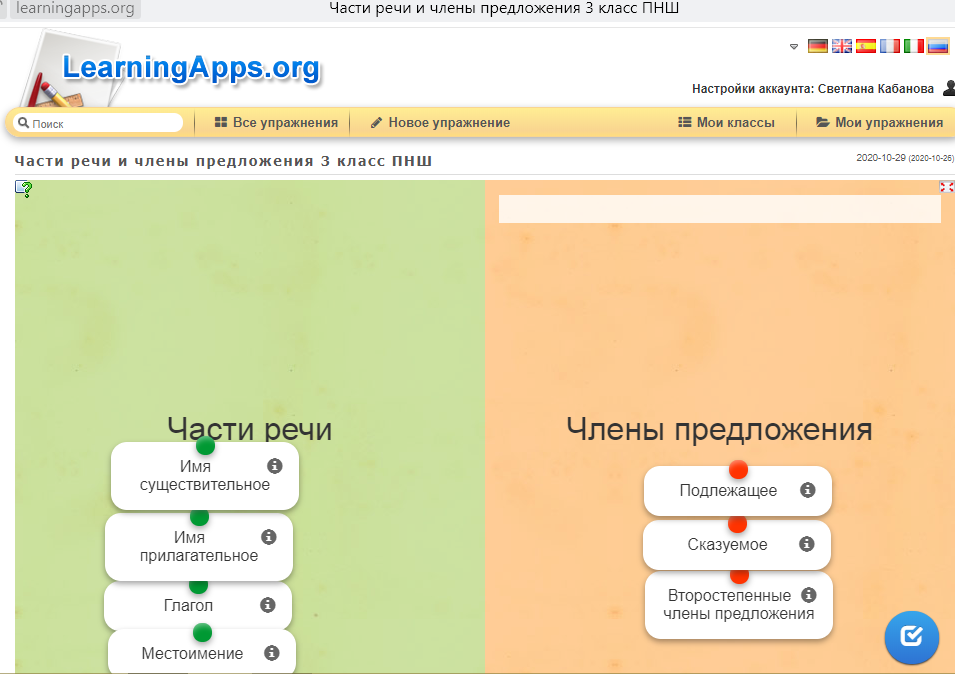 learningapps.org
Части речи и члены предложения 3 класс ПНШ
LearningApps.org
Настройки аккаунта: Светлана Кабанова
Поиск
Все упражнения
Новое упражнение
Мои классы
Мои упражнения
Части речи и члены предложения 3 класс ПНШ
2020-10-29 (2020-10-26)
Части речи
Имя
существительное
Имя
прилагательное
Глагол
Местоимение
Члены предложения
Подлежащее
Сказуемое
Второстепенные
члены предложения